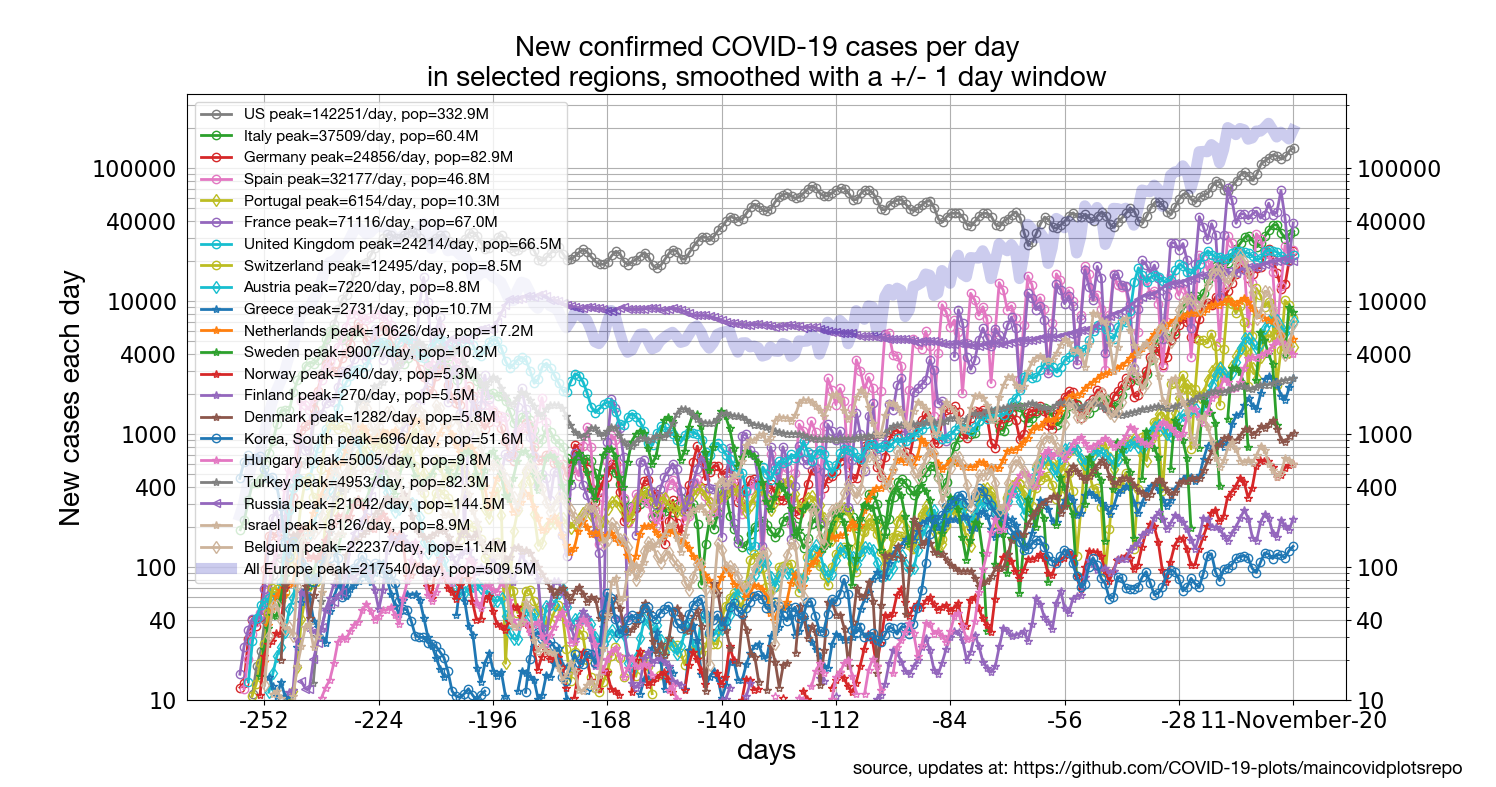 New confirmed COVID-19 cases per day
in selected regions, smoothed with a +/- 1 day window
US peak=142251/day, pop=332.9M
Italy peak=37509/day, pop=60.4M
Germany peak=24856/day, pop=82.9M
Spain peak=32177/day, pop=46.8M
Portugal peak=6154/day, pop=10.3M
France peak=71116/day, pop=67.0M
United Kingdom peak=24214/day, pop=66.5M
Switzerland peak=12495/day, pop=8.5M
Austria peak=7220/day, pop=8.8M
Greece peak=2731/day, pop=10.7M
Netherlands peak=10626/day, pop=17.2M
Sweden peak=9007/day, pop=10.2M
Norway peak=640/day, pop=5.3M
Finland peak=270/day, pop=5.5M
Denmark peak=1282/day, pop=5.8M
Korea, South peak=696/day, pop=51.6M
Hungary peak=5005/day, pop=9.8M
Turkey peak=4953/day, pop=82.3M
Russia peak=21042/day, pop=144.5M
Israel peak=8126/day, pop=8.9M
Belgium peak=22237/day, pop=11.4M
All Europe peak=217540/day, pop=509.5M
New cases each day
100000
40000
10000
4000
1000
400
100
40
10
100000
40000
10000
4000
1000
400
100
40
10
-252 -224 -196 -168 -140 -112 -84 -56 -28 11-November-20
days
source, updates at: https://github.com/COVID-19-plots/maincovidplotsrepo